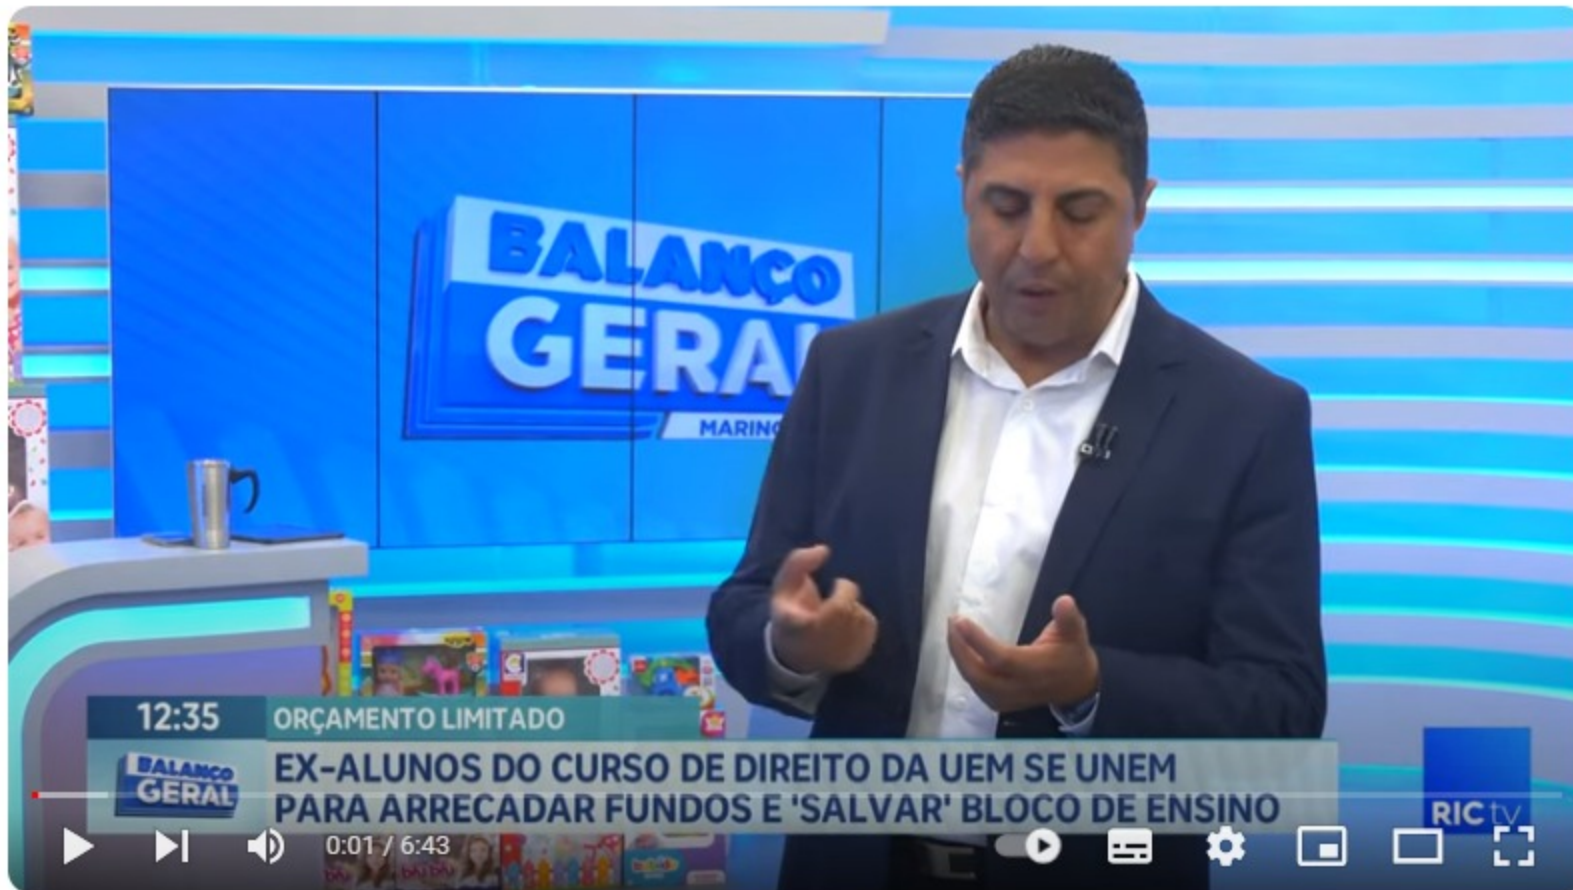 BALANÇO
GERAL
MARING
12:35
ORÇAMENTO LIMITADO
BALANÇO
GERAL
EX-ALUNOS DO CURSO DE DIREITO DA UEM SE UNEM
PARA ARRECADAR FUNDOS E 'SALVAR' BLOCO DE ENSINO
RIC tv
0:01 / 6:43